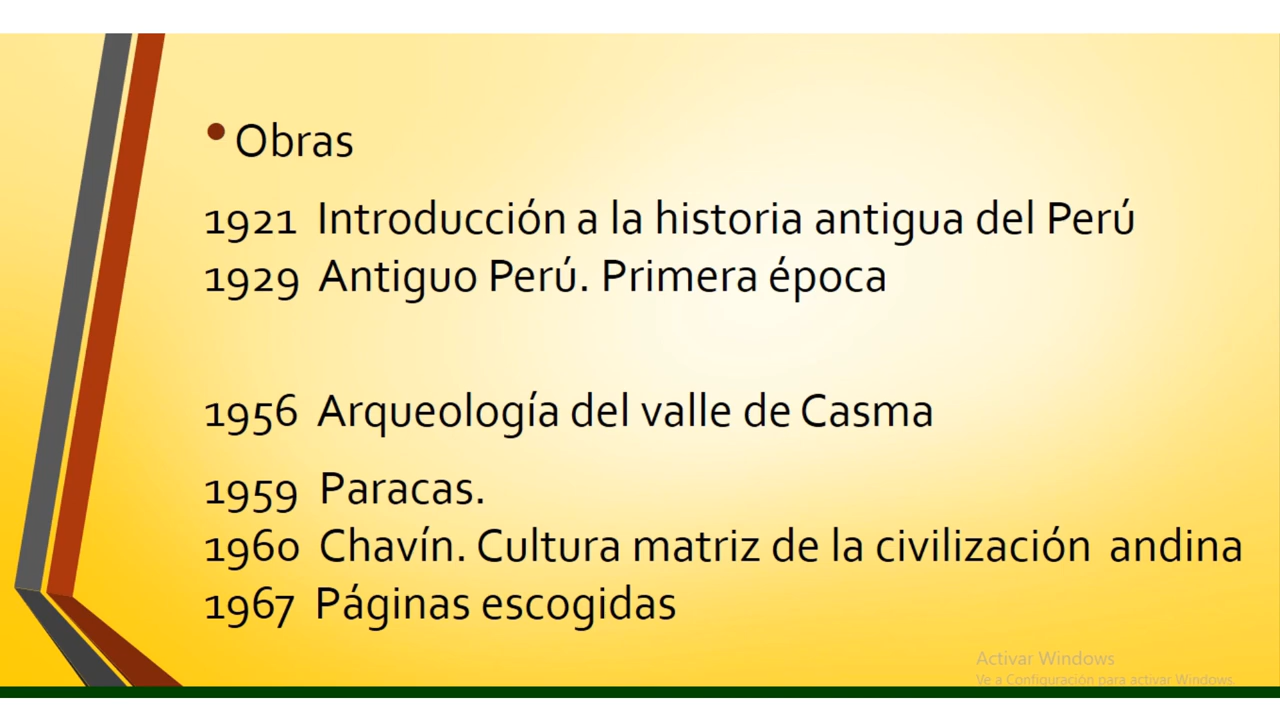 • Obras
1921 Introducción a la historia antigua del Perú
1929 Antiguo Perú. Primera época
1956 Arqueología del valle de Casma
1959 Paracas.
1960 Chavín. Cultura matriz de la civilización andina
1967 Páginas escogidas
Activar Windows
Ve a Configuración para activar Windows.